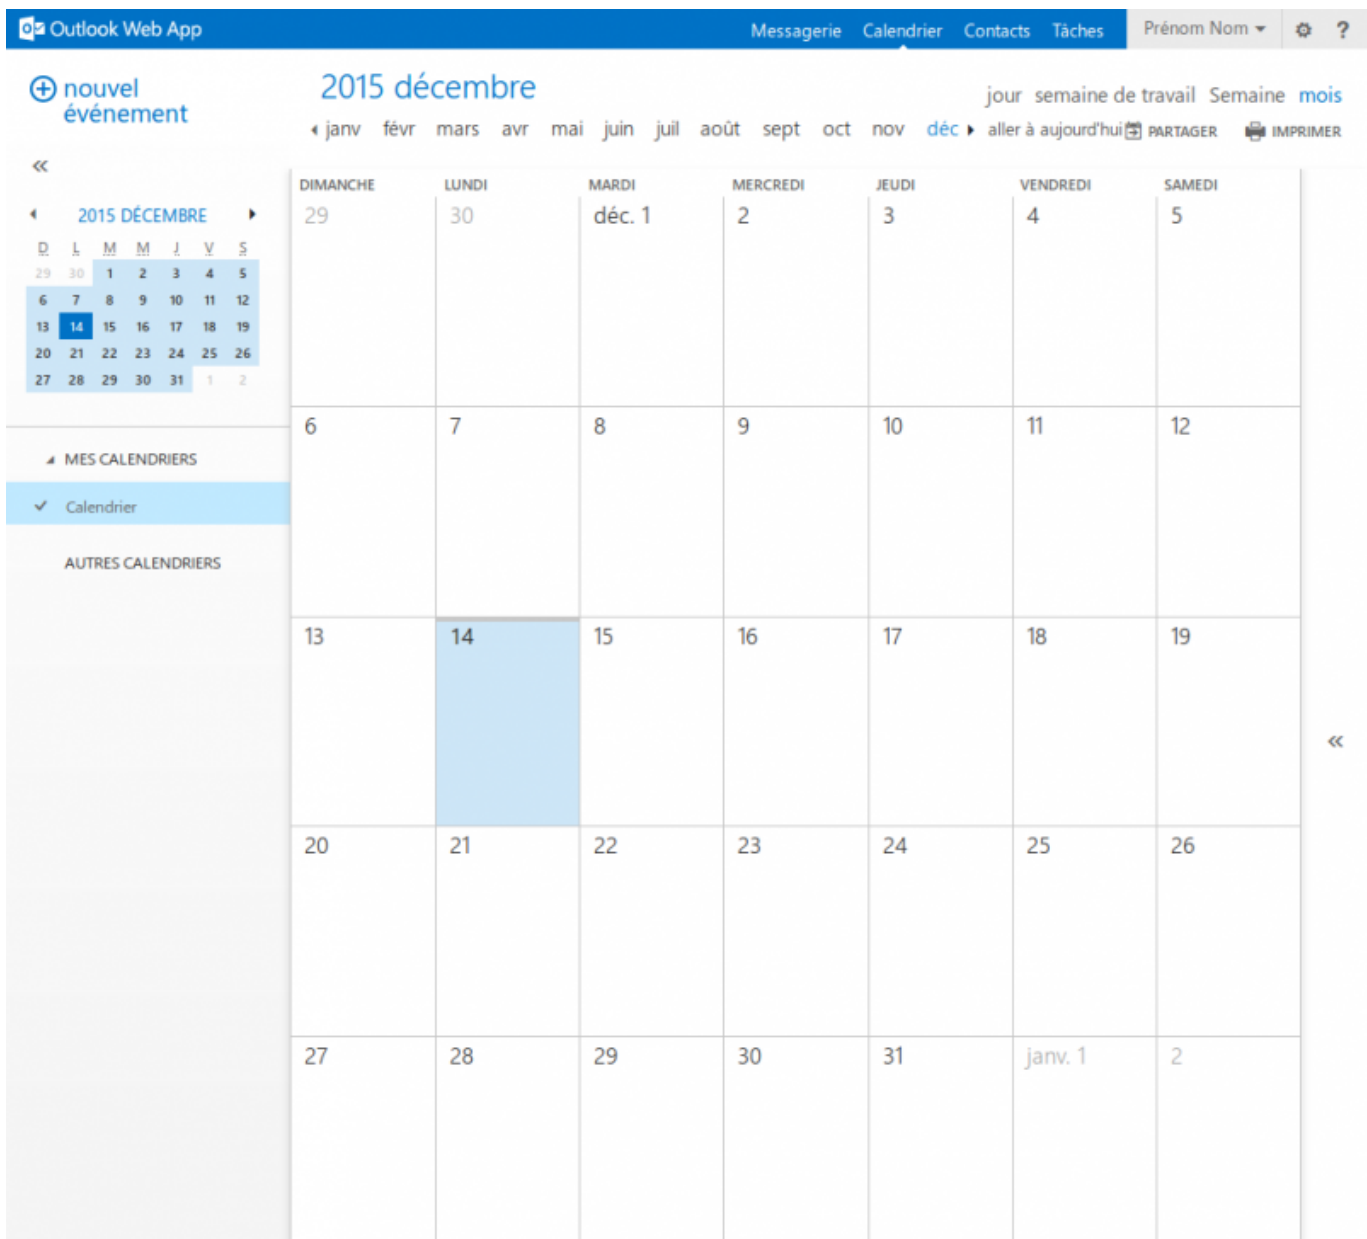 Outlook Web App
Messagerie Calendrier Contacts Tâches Prénom Nom ?
nouvel
événement
2015 décembre
jour semaine de travail Semaine mois
janv févr mars avr mai juin juil août sept oct nov déc aller à aujourd'hui PARTAGER IMPRIMER
2015 DÉCEMBRE
D L M M J V S
29 30 1 2 3 4 5
6 7 8 9 10 11 12
13 14 15 16 17 18 19
20 21 22 23 24 25 26
27 28 29 30 31 1 2
MES CALENDRIERS
Calendrier
AUTRES CALENDRIERS
DIMANCHE LUNDI MARDI MERCREDI JEUDI VENDREDI SAMEDI
29 30 déc. 1 2 3 4 5
6 7 8 9 10 11 12
13 14 15 16 17 18 19
20 21 22 23 24 25 26
27 28 29 30 31 janv. 1 2